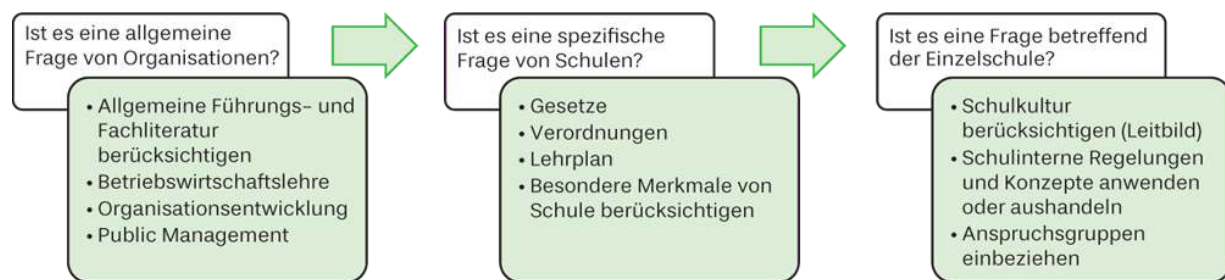 Ist es eine allgemeine
Frage von Organisationen?
• Allgemeine Führungs- und
Fachliteratur
berücksichtigen
• Betriebswirtschaftslehre
• Organisationsentwicklung
• Public Management
Ist es eine spezifische
Frage von Schulen?
• Gesetze
• Verordnungen
• Lehrplan
• Besondere Merkmale von
Schule berücksichtigen
Ist es eine Frage betreffend
der Einzelschule?
• Schulkultur
berücksichtigen (Leitbild)
• Schulinterne Regelungen
und Konzepte anwenden
oder aushandeln
• Anspruchsgruppen
einbeziehen